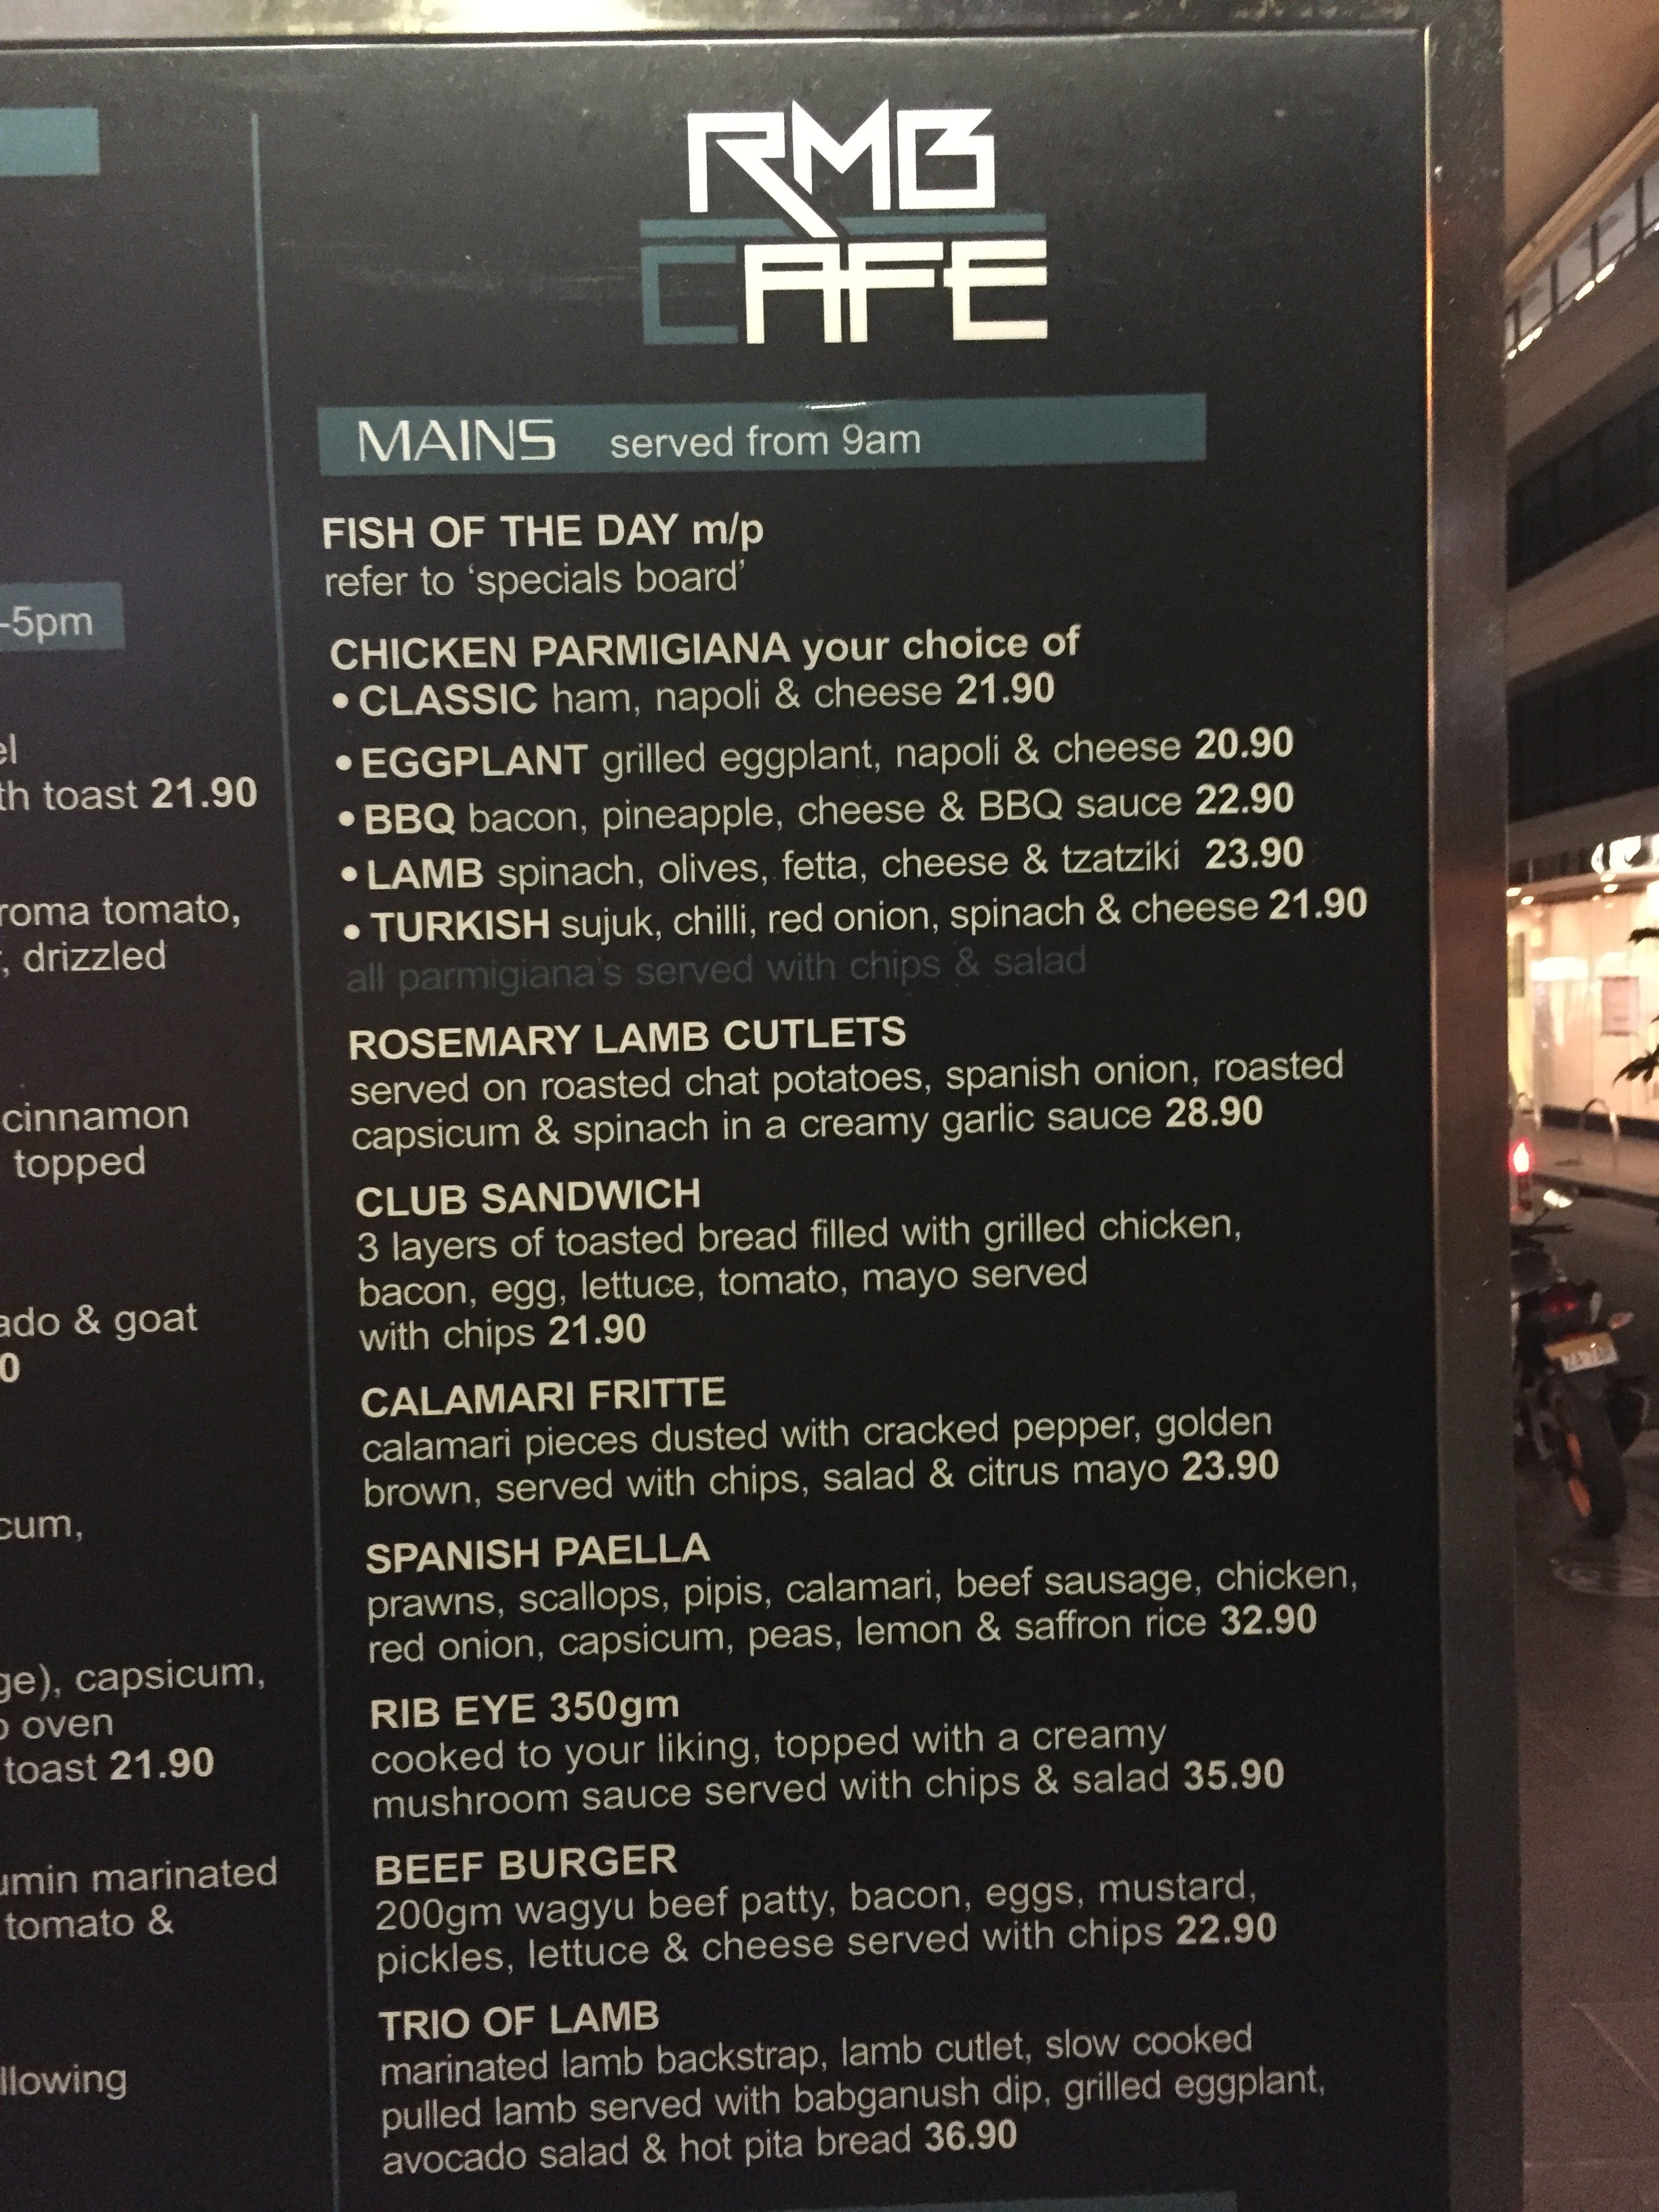 -5pm
el
th toast 21.90
roma tomato,
, drizzled
cinnamon
topped
ado & goat
0
cum,
ge), capsicum,
oven
toast 21.90
umin marinated
tomato &
llowing
RMB
CAFE
MAINS served from 9am
FISH OF THE DAY m/p
refer to ‘specials board’
CHICKEN PARMIGIANA your choice of
• CLASSIC ham, napoli & cheese 21.90
• EGGPLANT grilled eggplant, napoli & cheese 20.90
• BBQ bacon, pineapple, cheese & BBQ sauce 22.90
• LAMB spinach, olives, fetta, cheese & tzatziki 23.90
• TURKISH sujuk, chilli, red onion, spinach & cheese 21.90
all parmigiana's served with chips & salad
ROSEMARY LAMB CUTLETS
served on roasted chat potatoes, spanish onion, roasted
capsicum & spinach in a creamy garlic sauce 28.90
CLUB SANDWICH
3 layers of toasted bread filled with grilled chicken,
bacon, egg, lettuce, tomato, mayo served
with chips 21.90
CALAMARI FRITTE
calamari pieces dusted with cracked pepper, golden
brown, served with chips, salad & citrus mayo 23.90
SPANISH PAELLA
prawns, scallops, pipis, calamari, beef sausage, chicken,
red onion, capsicum, peas, lemon & saffron rice 32.90
RIB EYE 350gm
cooked to your liking, topped with a creamy
mushroom sauce served with chips & salad 35.90
BEEF BURGER
200gm wagyu beef patty, bacon, eggs, mustard,
pickles, lettuce & cheese served with chips 22.90
TRIO OF LAMB
marinated lamb backstrap, lamb cutlet, slow cooked
pulled lamb served with babganush dip, grilled eggplant,
avocado salad & hot pita bread 36.90